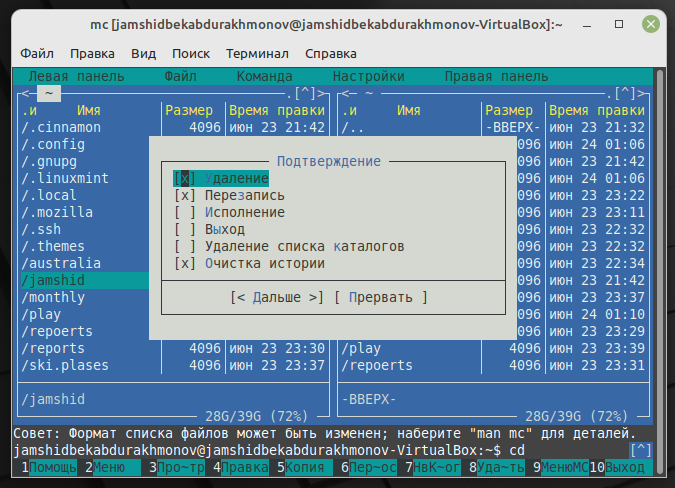 mc [jamshidbekabdurakhmonov@jamshidbekabdurakhmonov-VirtualBox]:~
Файл Правка Вид Поиск Терминал Справка
Левая панель Файл Команда Настройки Правая панель
<─ ~ .[^]> <─ ~ .[^]>
.и Имя Размер Время правки .и Имя Размер Время правки
/.cinnamon 4096 июн 23 21:42 /.. -ВВЕРХ- июн 23 21:32
/.config 096 июн 24 01:06
/.gnupg Подтверждение 096 июн 23 21:42
/.linuxmint [x] Удаление 096 июн 24 01:06
/.local [x] Перезапись 096 июн 23 21:32
/.mozilla [ ] Исполнение 096 июн 23 23:11
/.ssh [ ] Выход 096 июн 23 22:32
/.themes [ ] Удаление списка каталогов 096 июн 23 22:32
/australia [x] Очистка истории 096 июн 23 22:34
/jamshid 096 июн 23 21:32
/monthly [< Дальше >] [ Прервать ] 096 июн 23 23:37
/play 096 июн 24 01:10
/repoerts 096 июн 23 23:29
/reports 4096 июн 23 23:30 /play 4096 июн 23 23:39
/ski.plases 4096 июн 23 23:37 /repoerts 4096 июн 23 23:31
/jamshid -ВВЕРХ-
28G/39G (72%) 28G/39G (72%)
Совет: Формат списка файлов может быть изменен; наберите "man mc" для деталей.
jamshidbekabdurakhmonov@jamshidbekabdurakhmonov-VirtualBox:~$ cd [^]
1Помощь 2Меню 3Про~тр 4Правка 5Копия 6Пер~ос 7НвК~ог 8Уда~ть 9МенюMC 10Выход